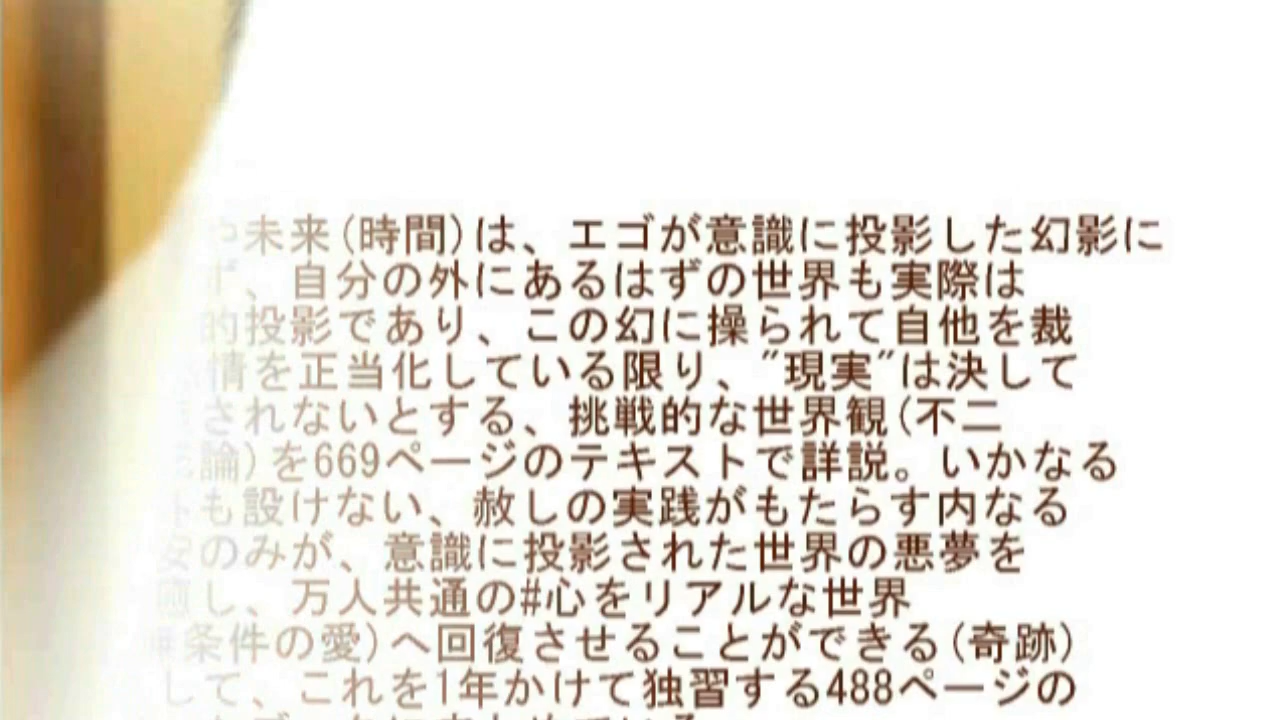 や未来(時間)は、エゴが意識に投影した幻影に
ず、自分の外にあるはずの世界も実際は
的投影であり、この幻に操られて自他を裁
情を正当化している限り、"現実"は決して
されないとする、挑戦的な世界観(不二
論)を669ページのテキストで詳説。いかなる
も設けない、赦しの実践がもたらす内なる
安のみが、意識に投影された世界の悪夢を
癒し、万人共通の#心をリアルな世界
条件の愛)へ回復させることができる(奇跡)
して、これを1年かけて独習する488ページの